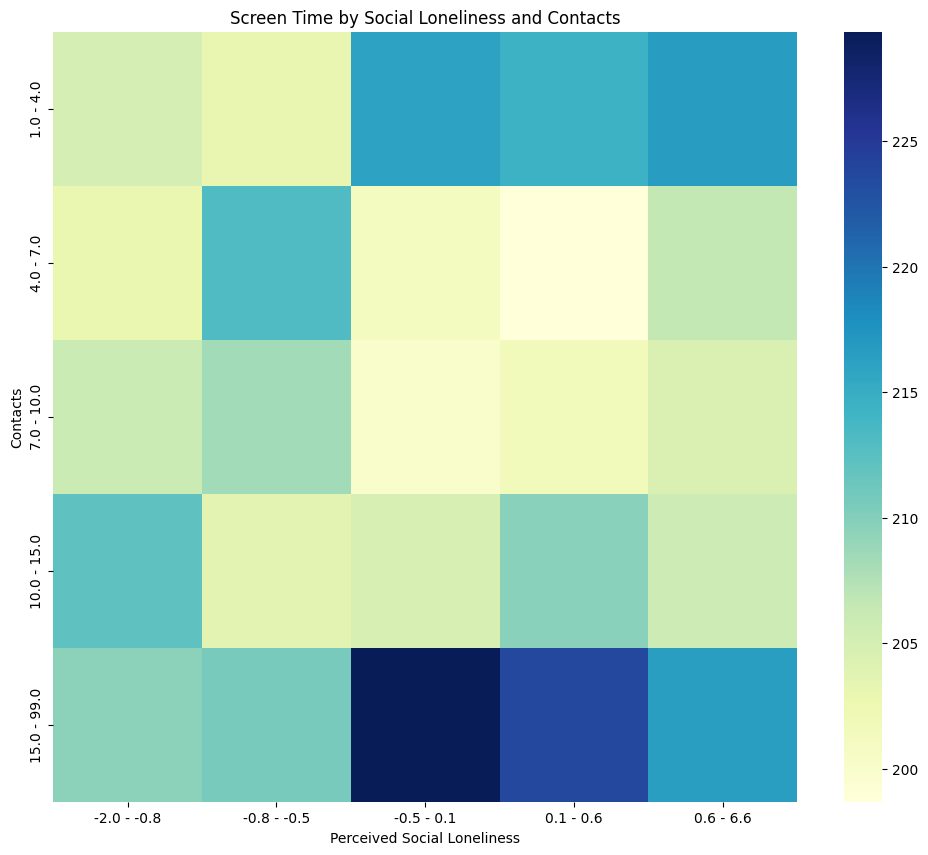 Screen Time by Social Loneliness and Contacts
Contacts
1.0 - 4.0
4.0 - 7.0
7.0 - 10.0
10.0 - 15.0
15.0 - 99.0
-2.0 - -0.8
-0.8 - -0.5
-0.5 - 0.1
0.1 - 0.6
0.6 - 6.6
Perceived Social Loneliness
225
220
215
210
205
200